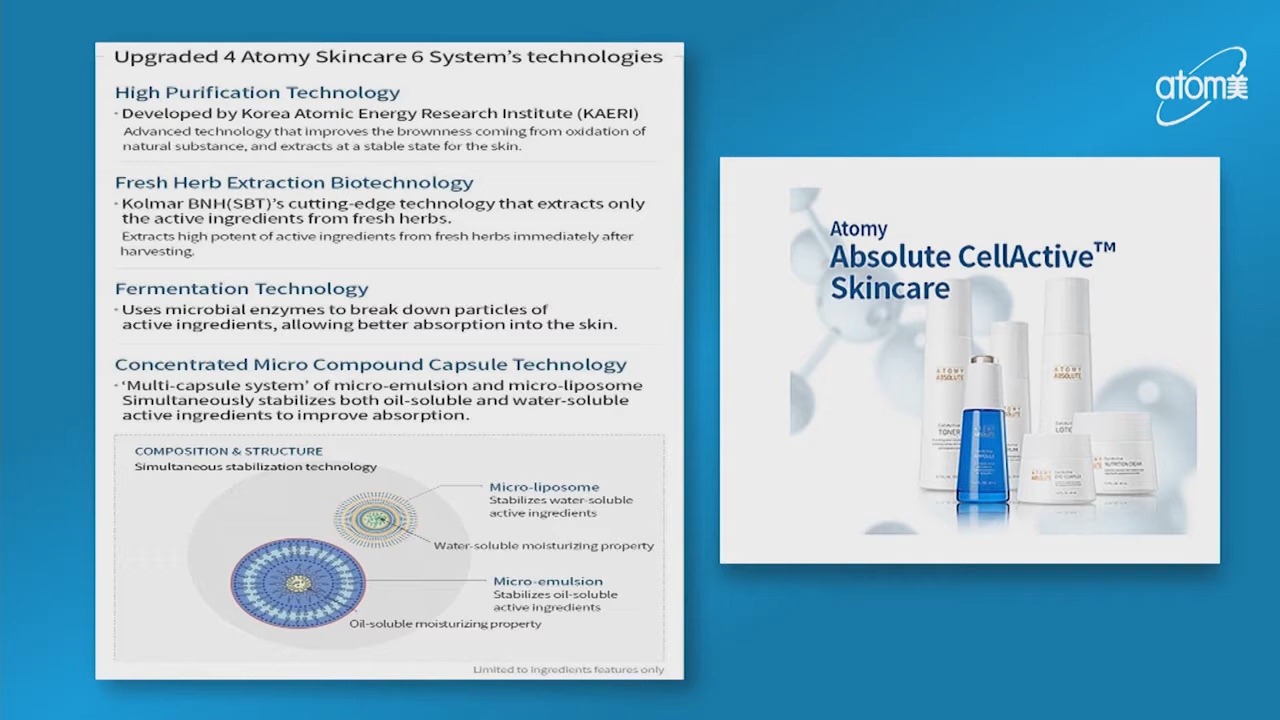 Upgraded 4 Atomy Skincare 6 System's technologies
High Purification Technology
· Developed by Korea Atomic Energy Research Institute (KAERI)
Advanced technology that improves the brownness coming from oxidation of
natural substance, and extracts at a stable state for the skin.
Fresh Herb Extraction Biotechnology
· Kolmar BNH(SBT)'s cutting-edge technology that extracts only
the active ingredients from fresh herbs.
Extracts high potent of active ingredients from fresh herbs immediately after
harvesting.
Fermentation Technology
· Uses microbial enzymes to break down particles of
active ingredients, allowing better absorption into the skin.
Concentrated Micro Compound Capsule Technology
· 'Multi-capsule system' of micro-emulsion and micro-liposome
Simultaneously stabilizes both oil-soluble and water-soluble
active ingredients to improve absorption.
COMPOSITION & STRUCTURE
Simultaneous stabilization technology
Micro-liposome
Stabilizes water-soluble
active ingredients
Water-soluble moisturizing property
Micro-emulsion
Stabilizes oil-soluble
active ingredients
Oil-soluble moisturizing property
Limited to ingredients features only
atom美
Atomy
Absolute CellActive™
Skincare
ATOMY
ABSOLUTE
TONER
ATOMY
ABSOLUTE
AMPOULE
ATOMY
ABSOLUTE
LOTI
ATOMY
ABSOLUTE
EYE COMPLEX
NUTRITION CREAM